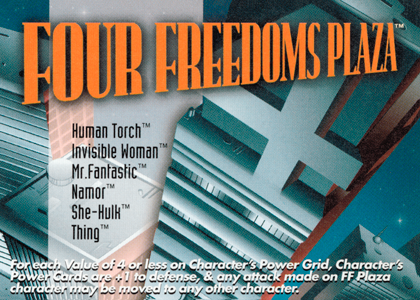 FOUR FREEDOMS PLAZA™
Human Torch™
Invisible Woman™
Mr.Fantastic™
Namor™
She-Hulk™
Thing™
For each Value of 4 or less on Character's Power Grid, Character's
Power Cards are +1 to defense, & any attack made on FF Plaza
character may be moved to any other character.